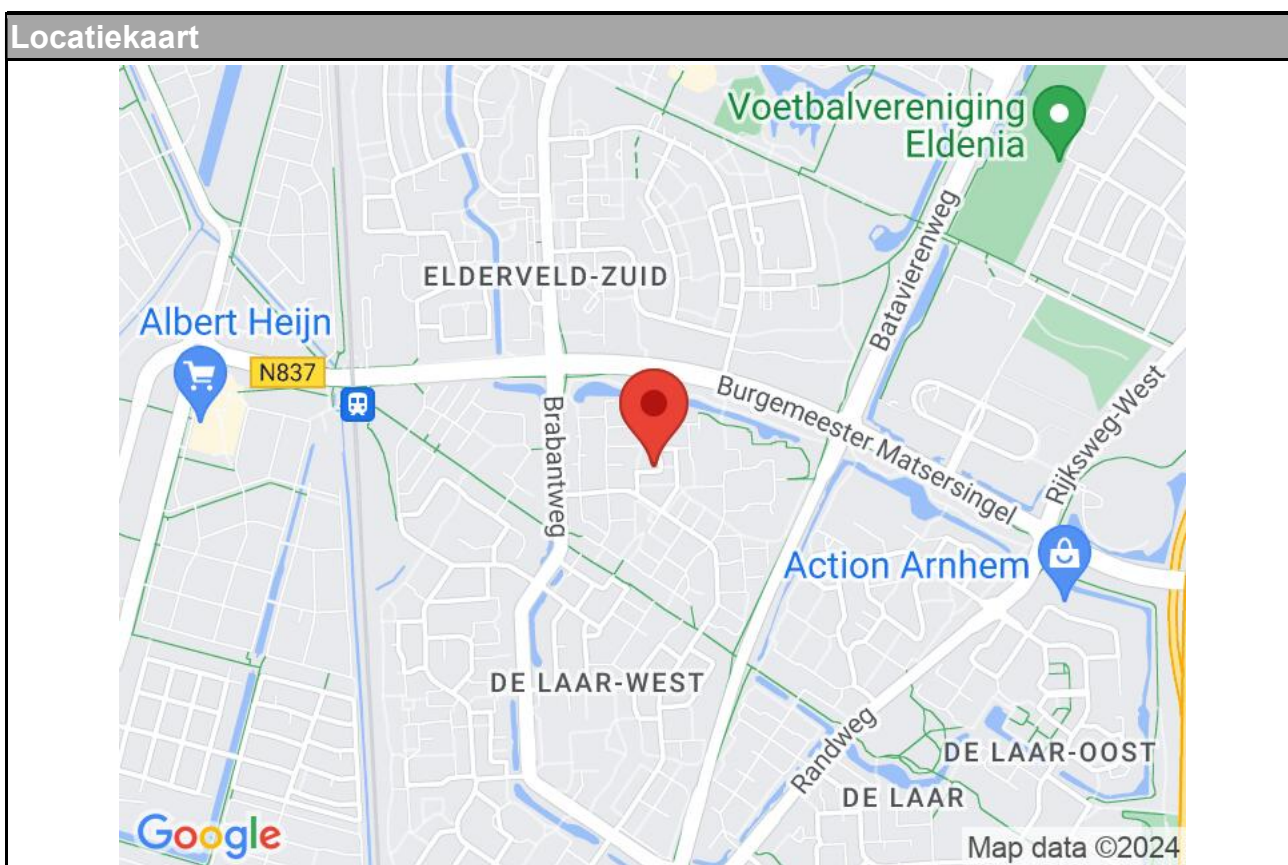 Locatiekaart
Voetbalvereniging
Eldenia
Batavierenweg
ELDERVELD-ZUID
Albert Heijn
N837
Brabantweg
Burgemeester Matsersingel
Rijksweg-West
Action Arnhem
DE LAAR-WEST
Randweg
DE LAAR-OOST
DE LAAR
Google
Map data ©2024